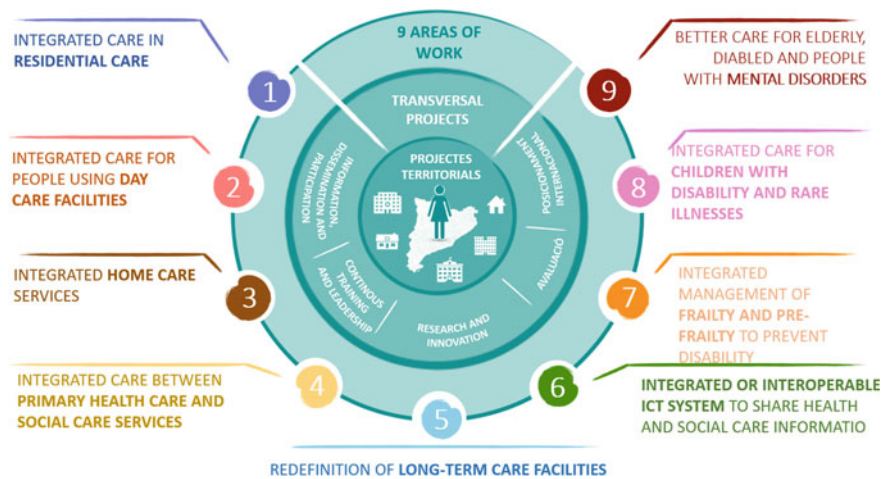 INTEGRATED CARE IN
RESIDENTIAL CARE
1
INTEGRATED CARE FOR
PEOPLE USING DAY
CARE FACILITIES
2
INTEGRATED HOME CARE
SERVICES
3
INTEGRATED CARE BETWEEN
PRIMARY HEALTH CARE AND
SOCIAL CARE SERVICES
4
5
REDEFINITION OF LONG-TERM CARE FACILITIES
6
INTEGRATED OR INTEROPERABLE
ICT SYSTEM TO SHARE HEALTH
AND SOCIAL CARE INFORMATIO
7
INTEGRATED
MANAGEMENT OF
FRAILTY AND PRE-
FRAILTY TO PREVENT
DISABILITY
8
INTEGRATED CARE FOR
CHILDREN WITH
DISABILITY AND RARE
ILLNESSES
9
BETTER CARE FOR ELDERLY,
DIABLED AND PEOPLE
WITH MENTAL DISORDERS
9 AREAS OF
WORK
TRANSVERSAL
PROJECTS
INFORMATION,
DISSEMINATION AND
PARTICIPATION
CONTINOUS
TRAINING
AND LEADERSHIP
RESEARCH AND
INNOVATION
AVALUACIÓ
POSICIONAMENT
INTERNACIONAL
PROJECTES
TERRITORIALS